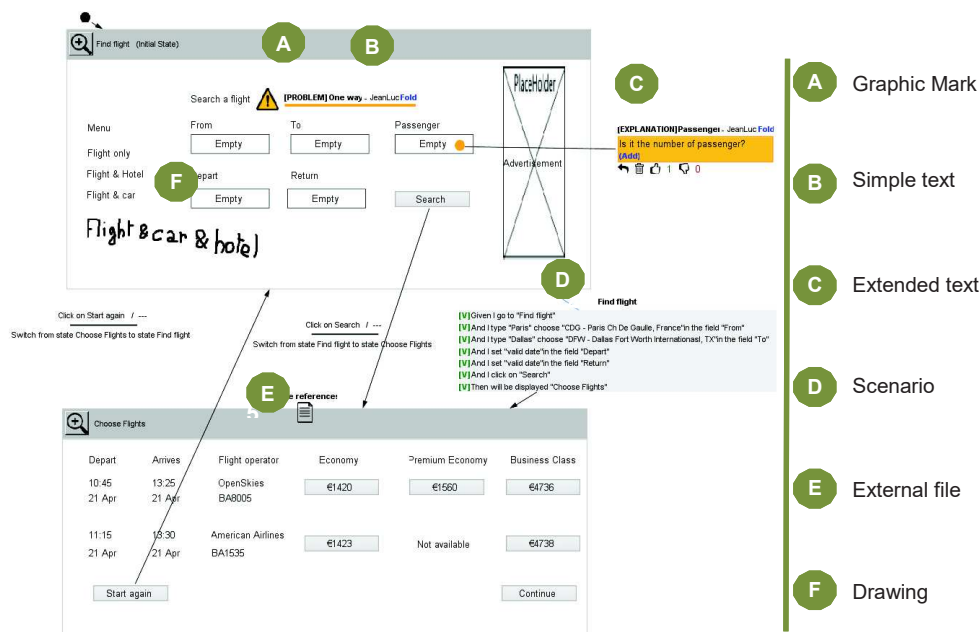 A
B
Find flight (Initial State)
PlaceHolder
C
A Graphic Mark
Search a flight [PROBLEM] One way - JeanLuc Fold
Menu
From
To
Passenger
Empty
Empty
Empty
[EXPLANATION] Passenger - JeanLuc Fold
Is it the number of passenger?
(Add)
1 0
Flight only
Flight & Hotel
Flight & car
F
Depart
Return
Advertisement
Empty
Empty
Search
B Simple text
Flight & car & hotel
D
C Extended text
Click on Start again / ---
Switch from state Choose Flights to state Find flight
Click on Search / ---
Switch from state Find flight to state Choose Flights
Find flight
[V] Given I go to "Find flight"
[V] And I type "Paris" choose "CDG - Paris Ch De Gaulle, France"in the field "From"
[V] And I type "Dallas" choose "DFW - Dallas Fort Worth Internationasl, TX"in the field "To"
[V] And I set "valid date"in the field "Depart"
[V] And I set "valid date"in the field "Return"
[V] And I click on "Search"
[V] Then will be displayed "Choose Flights"
D Scenario
E
references
Choose Flights
Depart Arrives Flight operator Economy Premium Economy Business Class
10:45 13:25 OpenSkies €1420 €1560 €4736
21 Apr 21 Apr BA8005
11:15 13:30 American Airlines €1423 Not available €4738
21 Apr 21 Apr BA1535
Start again
Continue
E External file
F Drawing